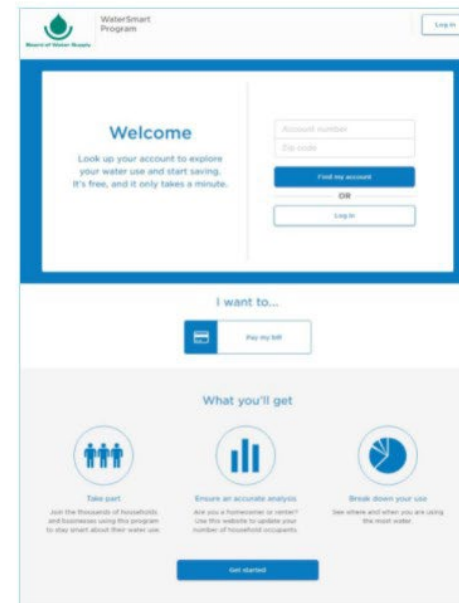 WaterSmart
Program
Board of Water Supply
Log in
Welcome
Look up your account to explore
your water use and start saving.
It's free, and it only takes a minute.
Account number
Zip code
Find my account
OR
Log in
I want to...
Pay my bill
What you'll get
Take part
Join the thousands of households
and businesses using this program
to stay smart about their water use.
Ensure an accurate analysis
Are you a homeowner or renter?
Use this website to update your
number of household occupants.
Break down your use
See where and when you are using
the most water.
Get started